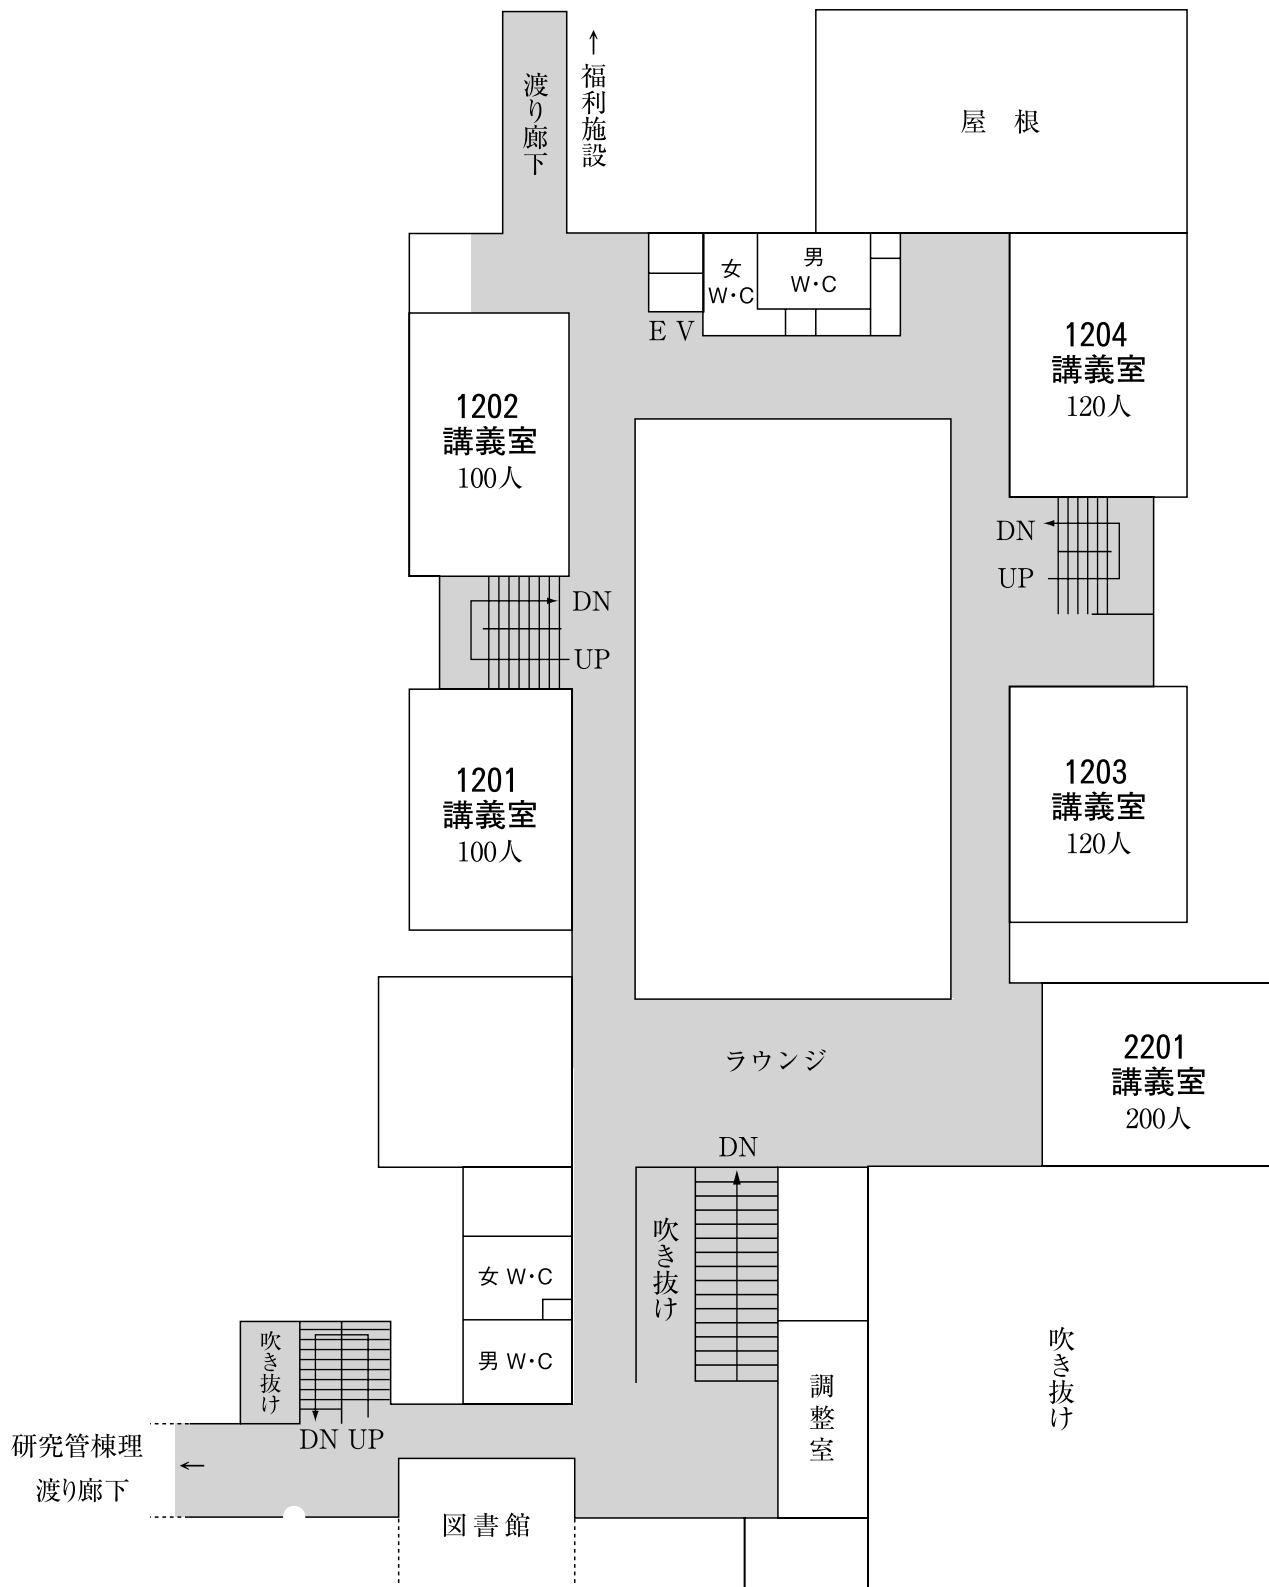 渡り廊下
↑福利施設
屋 根
女
W・C
男
W・C
EV
1204
講義室
120人
1202
講義室
100人
DN
UP
DN
UP
1201
講義室
100人
1203
講義室
120人
ラウンジ
2201
講義室
200人
DN
吹き抜け
女 W・C
男 W・C
吹き抜け
吹き抜け
調整室
DN UP
研究管棟理
渡り廊下
←
図書館